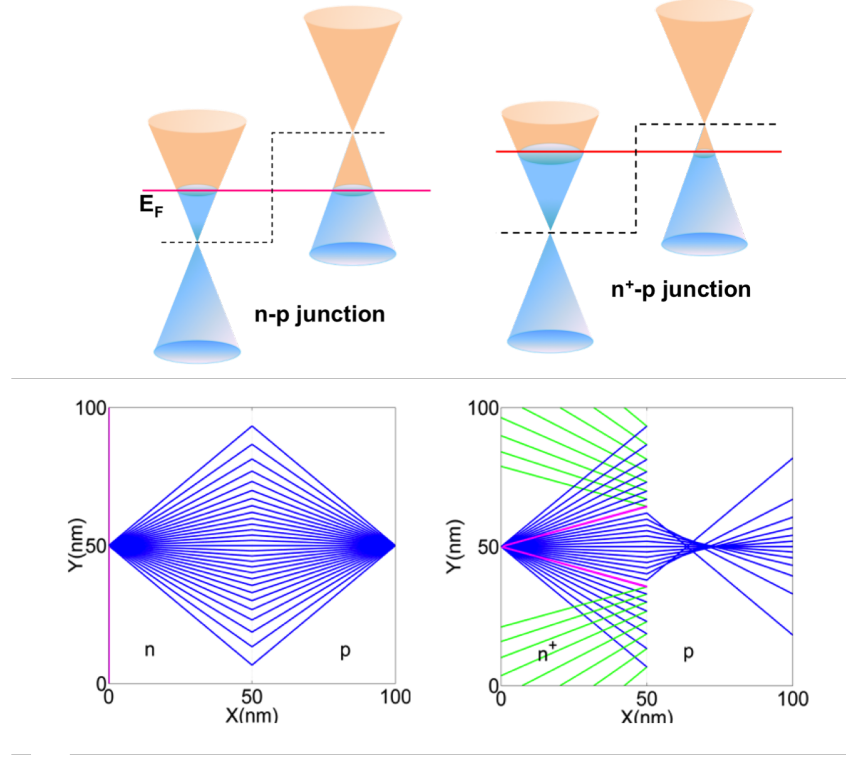 E_F
n-p junction
n⁺-p junction
100
Y(nm)
50
0
n
p
0
50
100
X(nm)
100
Y(nm)
50
0
n⁺
p
0
50
100
X(nm)